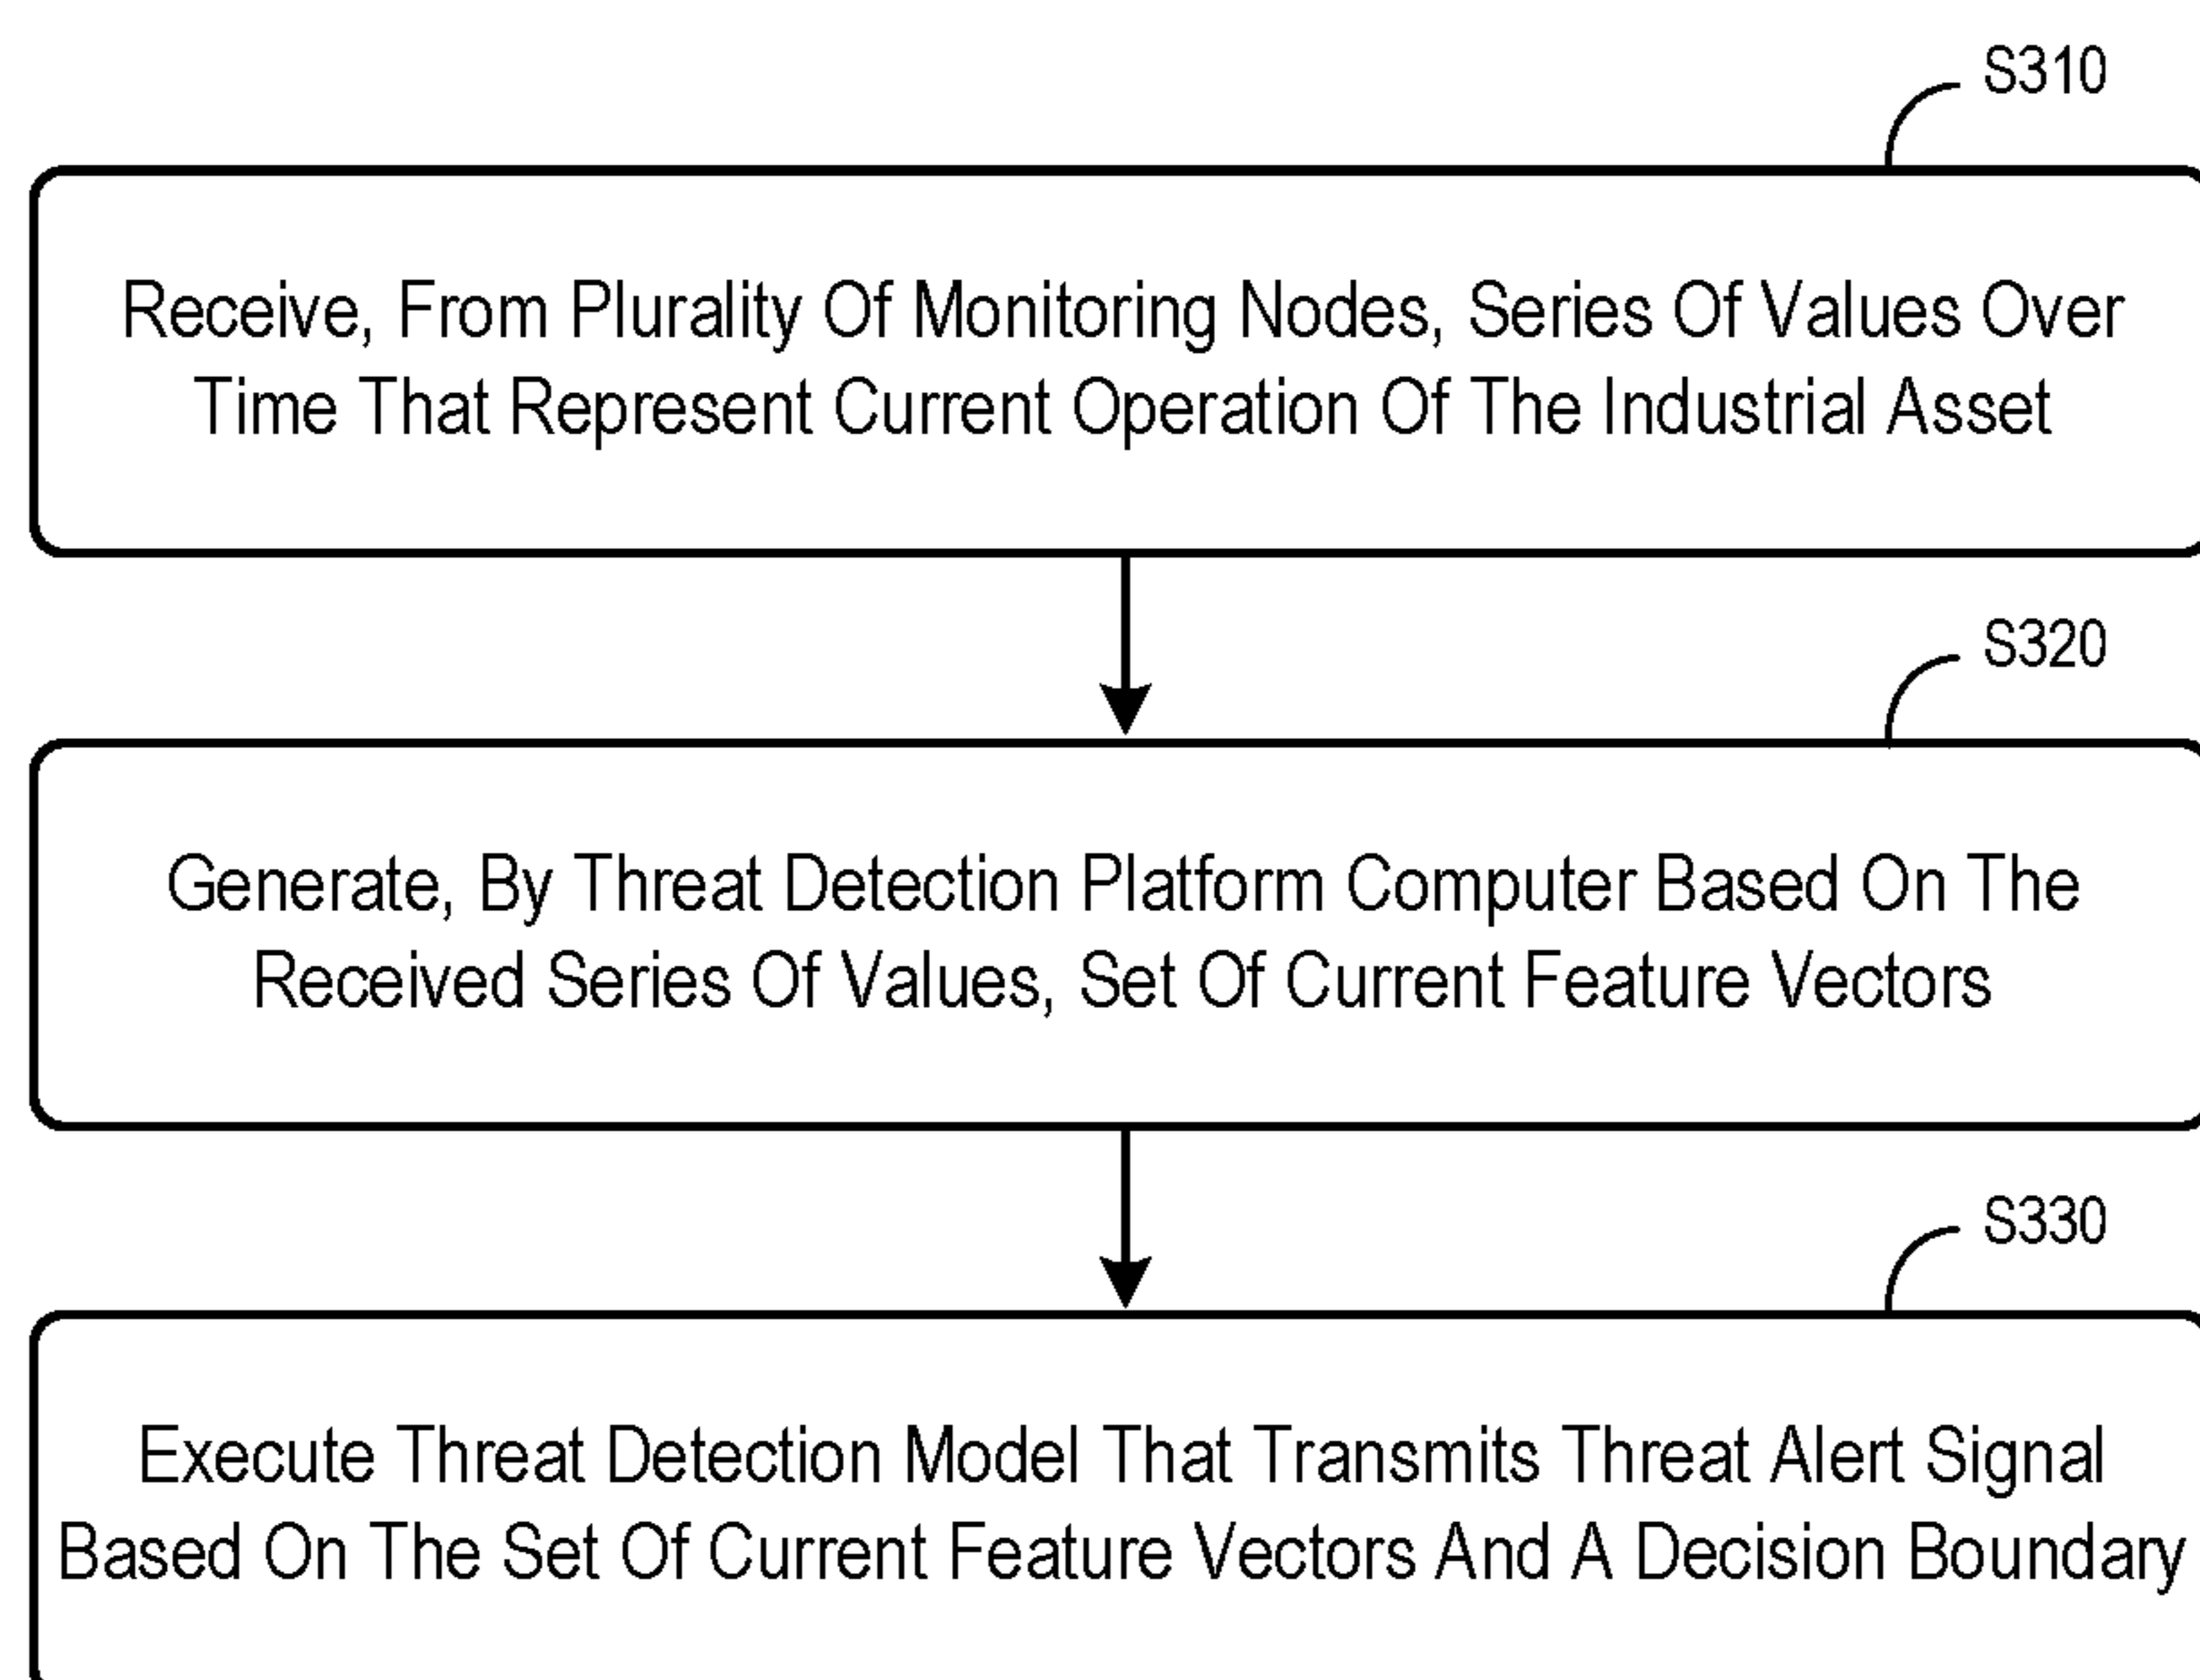 S310
Receive, From Plurality Of Monitoring Nodes, Series Of Values Over
Time That Represent Current Operation Of The Industrial Asset
S320
Generate, By Threat Detection Platform Computer Based On The
Received Series Of Values, Set Of Current Feature Vectors
S330
Execute Threat Detection Model That Transmits Threat Alert Signal
Based On The Set Of Current Feature Vectors And A Decision Boundary